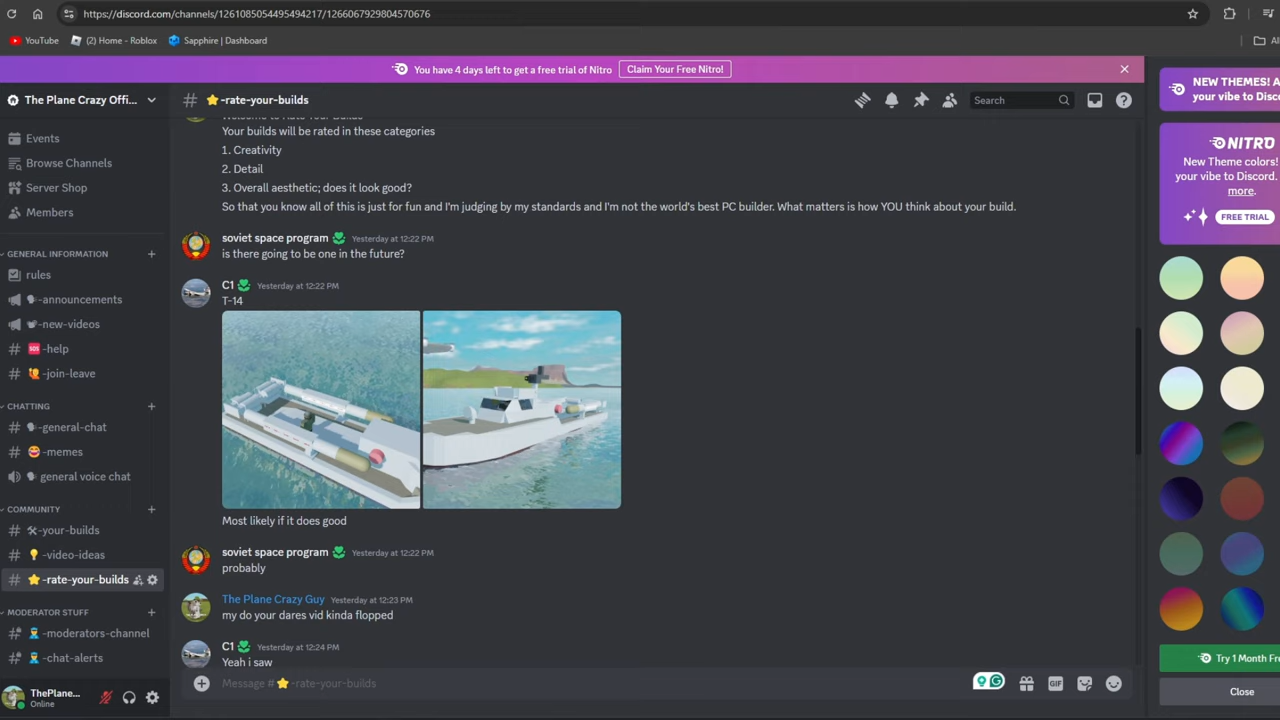 https://discord.com/channels/1261085054495494217/1266067929804570676
YouTube
(2) Home - Roblox
Sapphire | Dashboard
You have 4 days left to get a free trial of Nitro
Claim Your Free Nitro!
The Plane Crazy Offi...
# ⭐-rate-your-builds
Search
Events
Browse Channels
Server Shop
Members
GENERAL INFORMATION
rules
-announcements
-new-videos
-help
-join-leave
CHATTING
-general-chat
-memes
general voice chat
COMMUNITY
-your-builds
-video-ideas
-rate-your-builds
MODERATOR STUFF
-moderators-channel
-chat-alerts
ThePlane...
Online
Welcome to Rate Your Builds
Your builds will be rated in these categories
1. Creativity
2. Detail
3. Overall aesthetic; does it look good?
So that you know all of this is just for fun and I'm judging by my standards and I'm not the world's best PC builder. What matters is how YOU think about your build.
soviet space program Yesterday at 12:22 PM
is there going to be one in the future?
C1 Yesterday at 12:22 PM
T-14
Most likely if it does good
soviet space program Yesterday at 12:22 PM
probably
The Plane Crazy Guy Yesterday at 12:23 PM
my do your dares vid kinda flopped
C1 Yesterday at 12:24 PM
Yeah i saw
Message #⭐-rate-your-builds
GIF
NEW THEMES! A
your vibe to Disc
NITRO
New Theme colors!
your vibe to Discord.
more.
FREE TRIAL
Try 1 Month Fre
Close